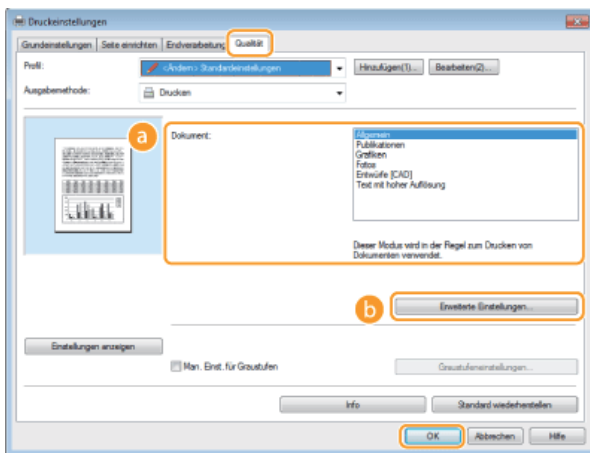 Druckeinstellungen
Grundeinstellungen Seite einrichten Endverarbeitung Qualität
Profil: <Ändern> Standardeinstellungen Hinzufügen(1)... Bearbeiten(2)...
Ausgabemethode: Drucken
a Dokument: Allgemein
Publikationen
Grafiken
Fotos
Entwürfe [CAD]
Text mit hoher Auflösung
Dieser Modus wird in der Regel zum Drucken von
Dokumenten verwendet.
b Erweiterte Einstellungen...
Einstellungen anzeigen
Man. Einst. für Graustufen Graustufeneinstellungen...
Info Standard wiederherstellen
OK Abbrechen Hilfe